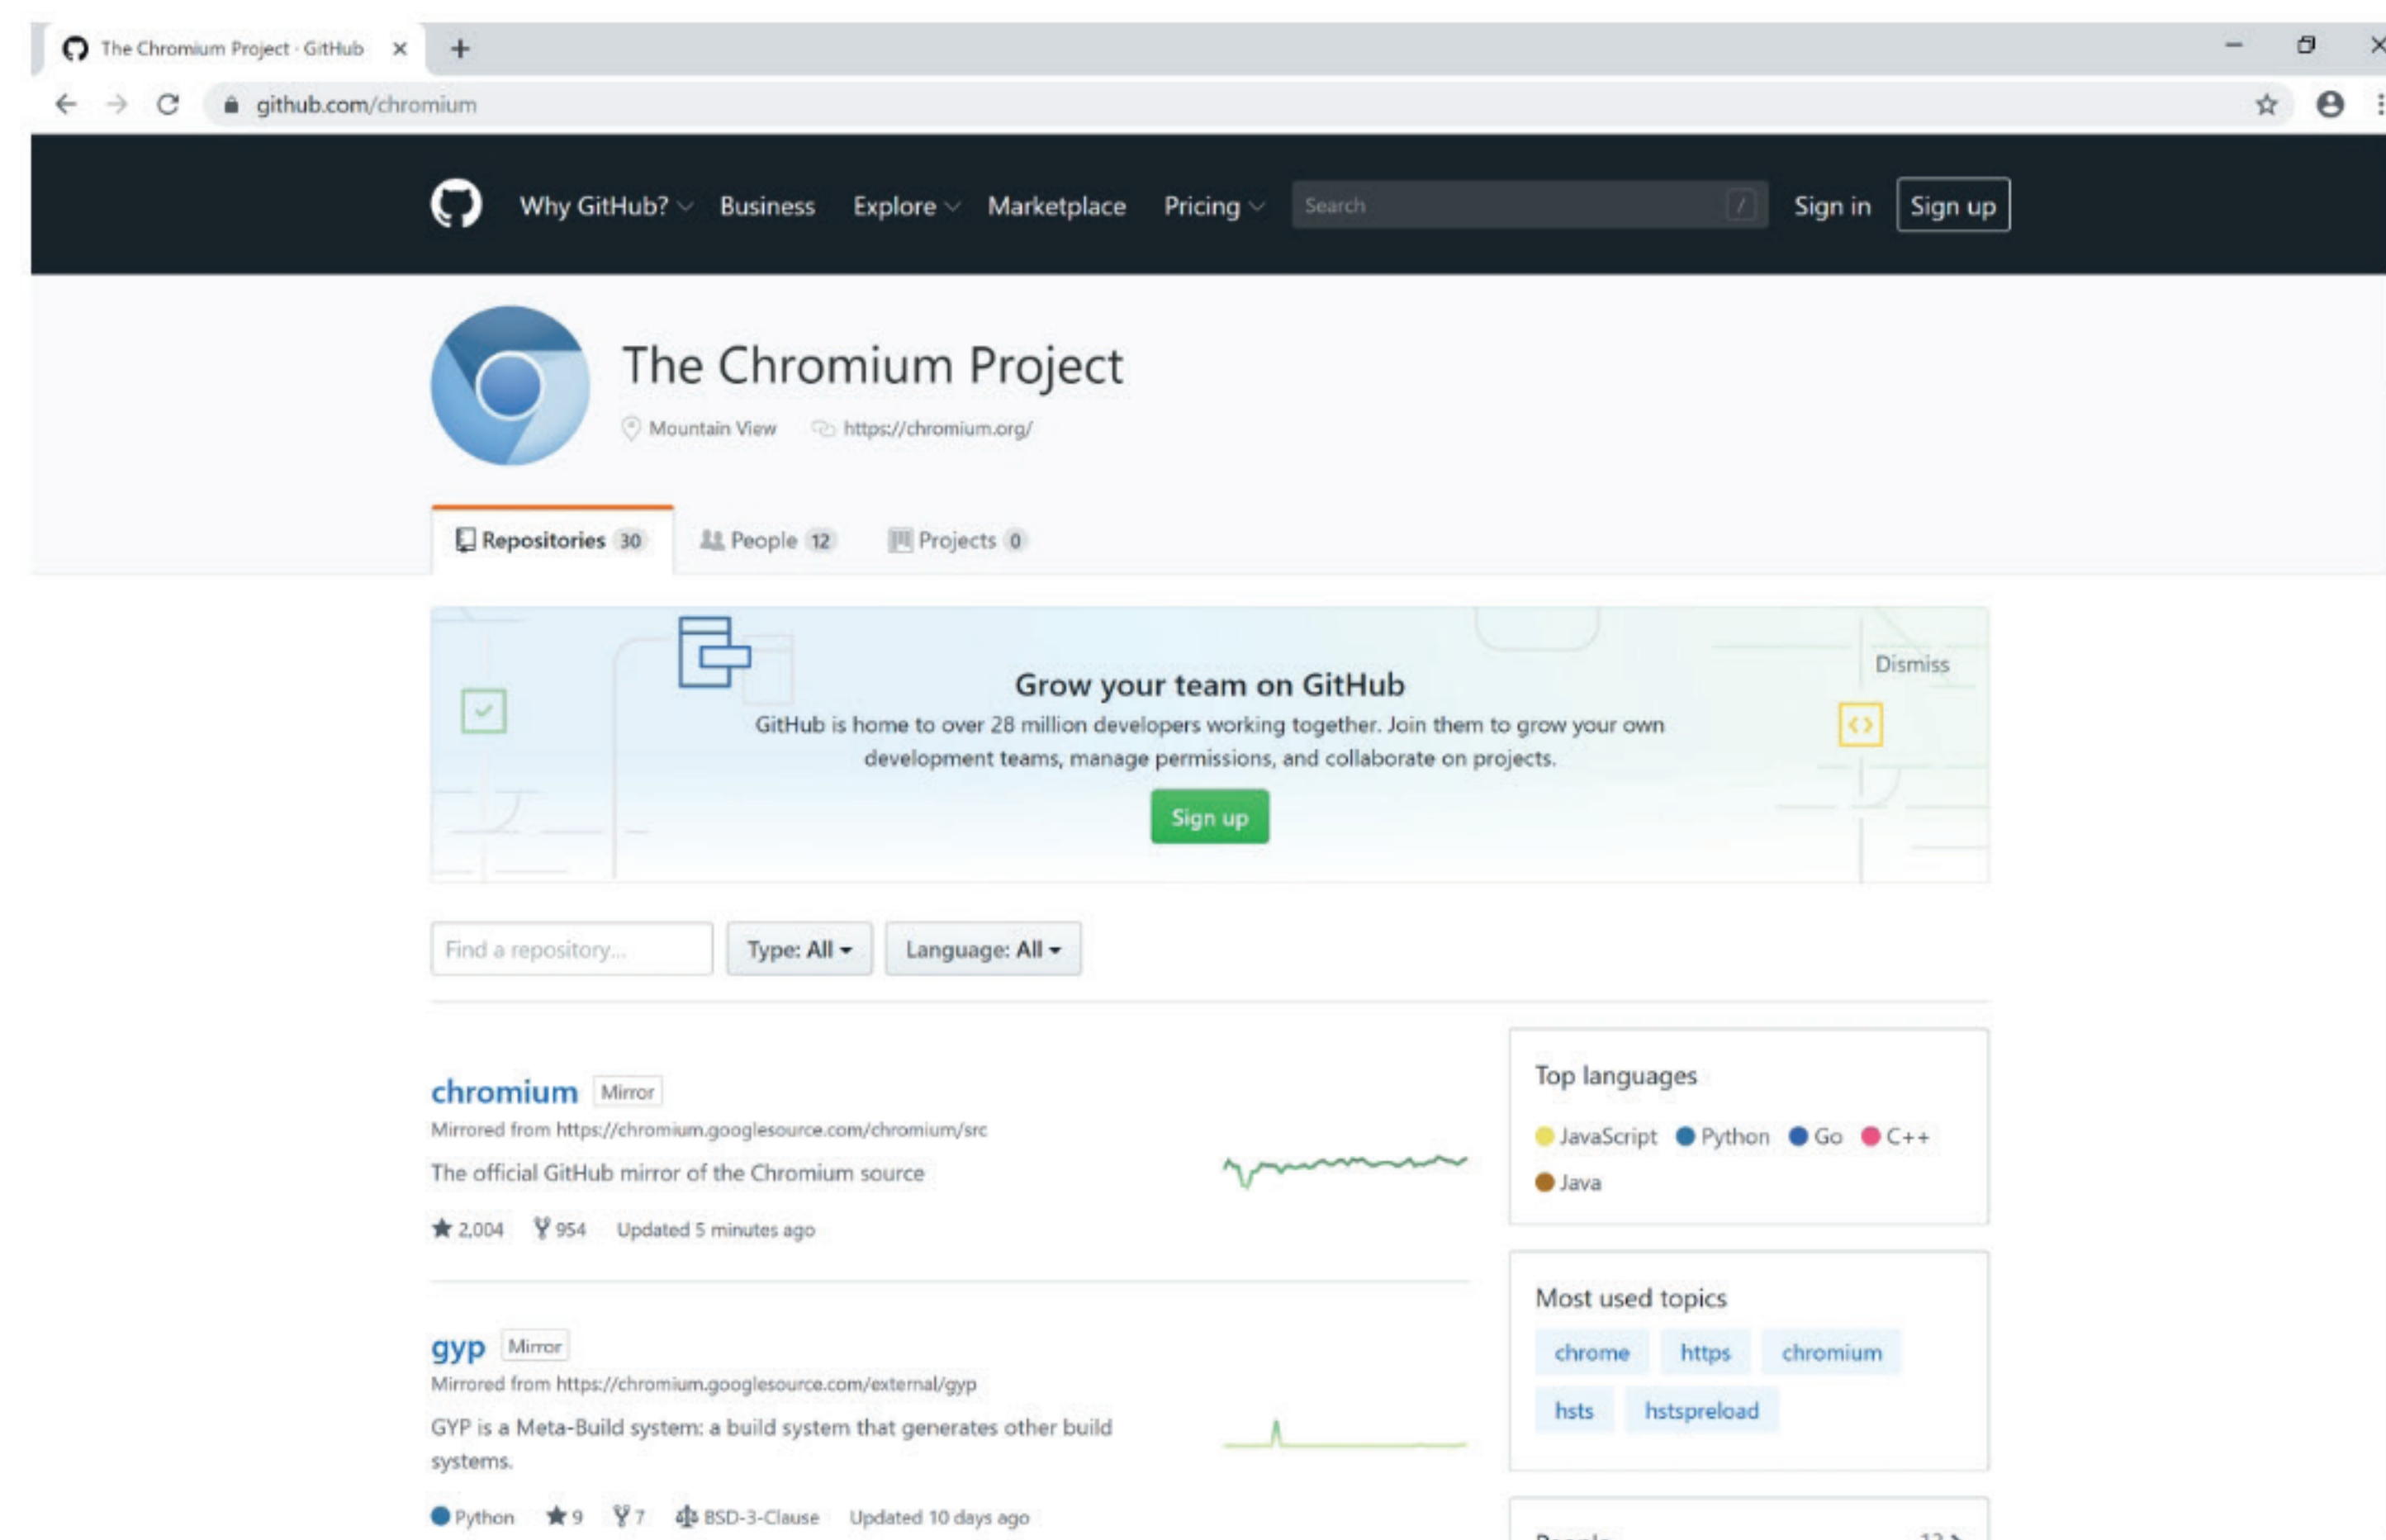 The Chromium Project · GitHub
github.com/chromium
Why GitHub? Business Explore Marketplace Pricing Search / Sign in Sign up
The Chromium Project
Mountain View https://chromium.org/
Repositories 30 People 12 Projects 0
Dismiss
Grow your team on GitHub
GitHub is home to over 28 million developers working together. Join them to grow your own
development teams, manage permissions, and collaborate on projects.
Sign up
Find a repository... Type: All Language: All
chromium Mirror
Mirrored from https://chromium.googlesource.com/chromium/src
The official GitHub mirror of the Chromium source
2,004 954 Updated 5 minutes ago
gyp Mirror
Mirrored from https://chromium.googlesource.com/external/gyp
GYP is a Meta-Build system: a build system that generates other build
systems.
Python 9 7 BSD-3-Clause Updated 10 days ago
Top languages
JavaScript Python Go C++
Java
Most used topics
chrome https chromium
hsts hstspreload